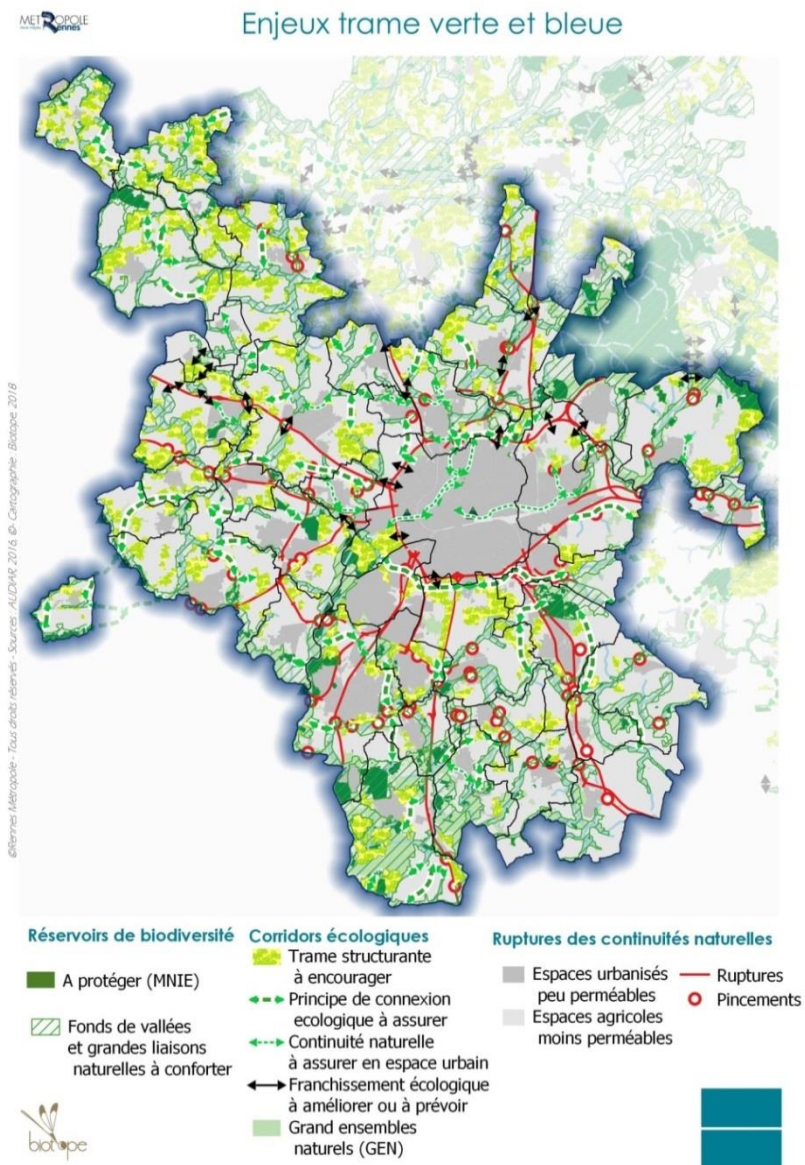 METROPOLE
Rennes
Enjeux trame verte et bleue
©Rennes Métropole - Tous droits réservés - Sources : AUDIAR, 2016 © - Cartographie : Biotope 2018
Réservoirs de biodiversité
A protéger (MNIE)
Fonds de vallées
et grandes liaisons
naturelles à conforter
Corridors écologiques
Trame structurante
à encourager
Principe de connexion
ecologique à assurer
Continuité naturelle
à assurer en espace urbain
Franchissement écologique
à améliorer ou à prévoir
Grand ensembles
naturels (GEN)
Ruptures des continuités naturelles
Espaces urbanisés
peu perméables
Espaces agricoles
moins perméables
Ruptures
Pincements
biotope